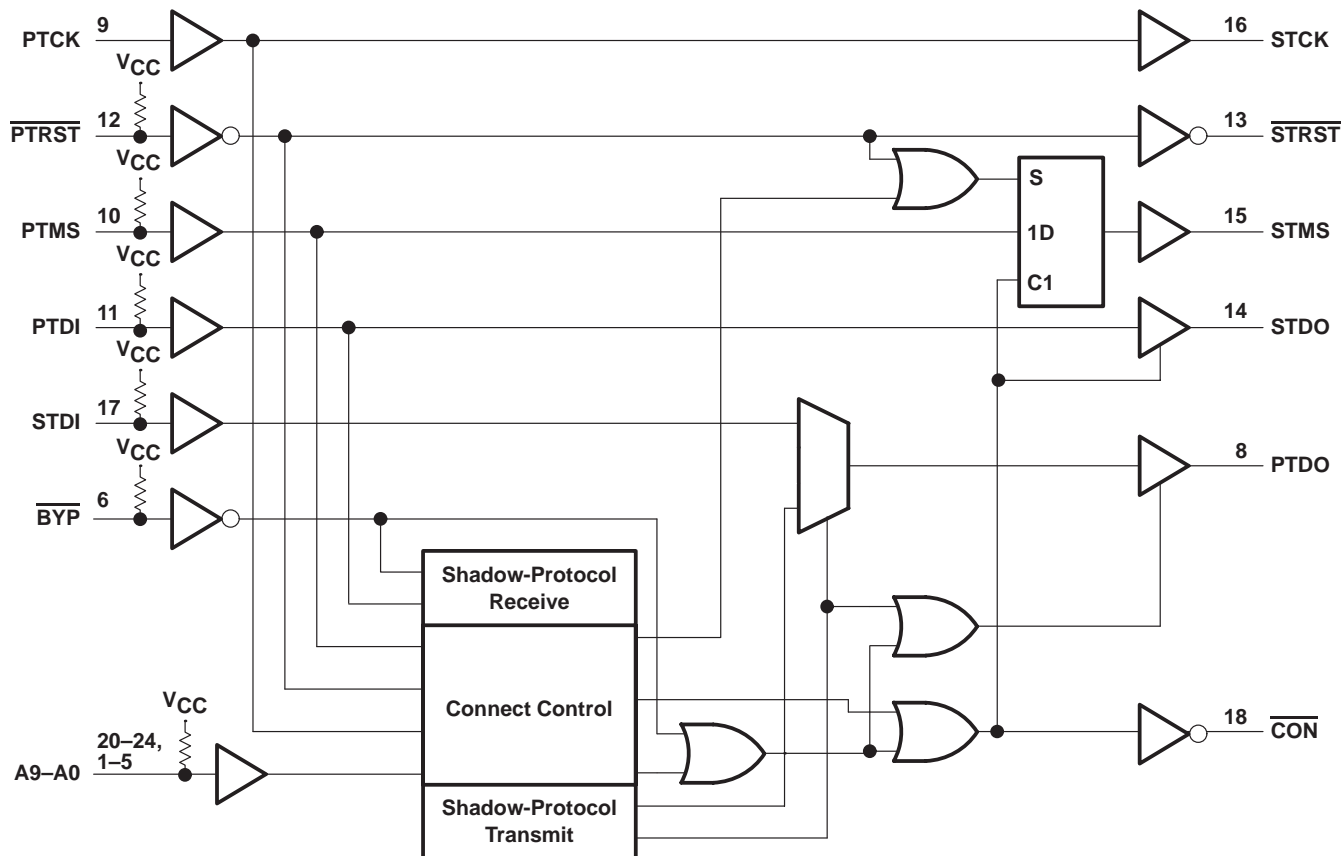 PTCK 9 16 STCK
VCC
PTRST 12 13 STRST
VCC
S
PTMS 10 1D 15 STMS
VCC
C1
PTDI 11 14 STDO
VCC
STDI 17
VCC
8 PTDO
BYP 6
Shadow-Protocol
Receive
Connect Control
VCC
18 CON
20–24,
1–5
A9–A0
Shadow-Protocol
Transmit